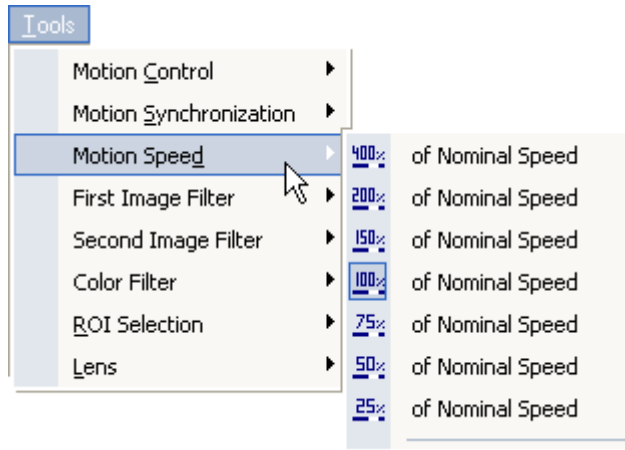 Tools
Motion Control
Motion Synchronization
Motion Speed
400% of Nominal Speed
First Image Filter
200% of Nominal Speed
Second Image Filter
150% of Nominal Speed
Color Filter
100% of Nominal Speed
ROI Selection
75% of Nominal Speed
Lens
50% of Nominal Speed
25% of Nominal Speed